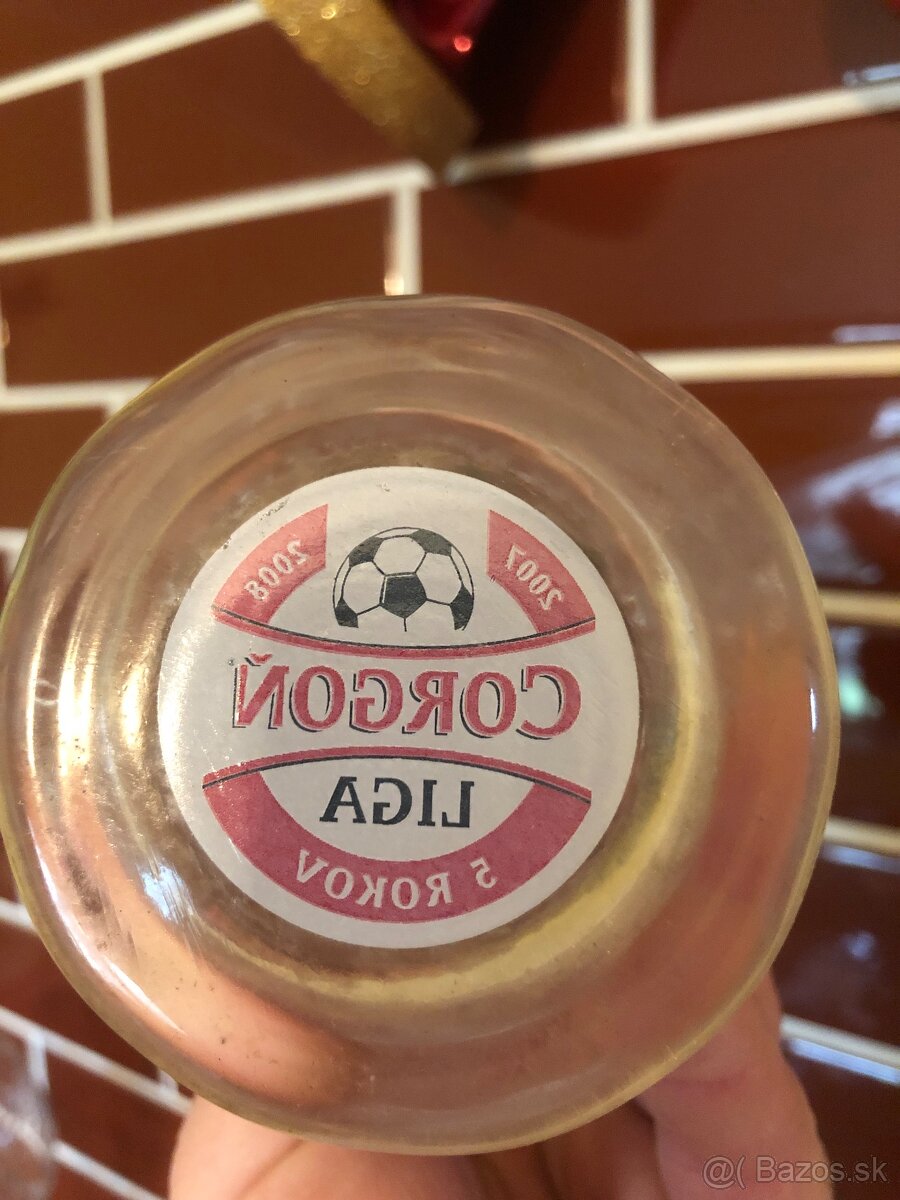 2007 2008
CORGOŇ
LIGA
5 ROKOV
@( Bazos.sk